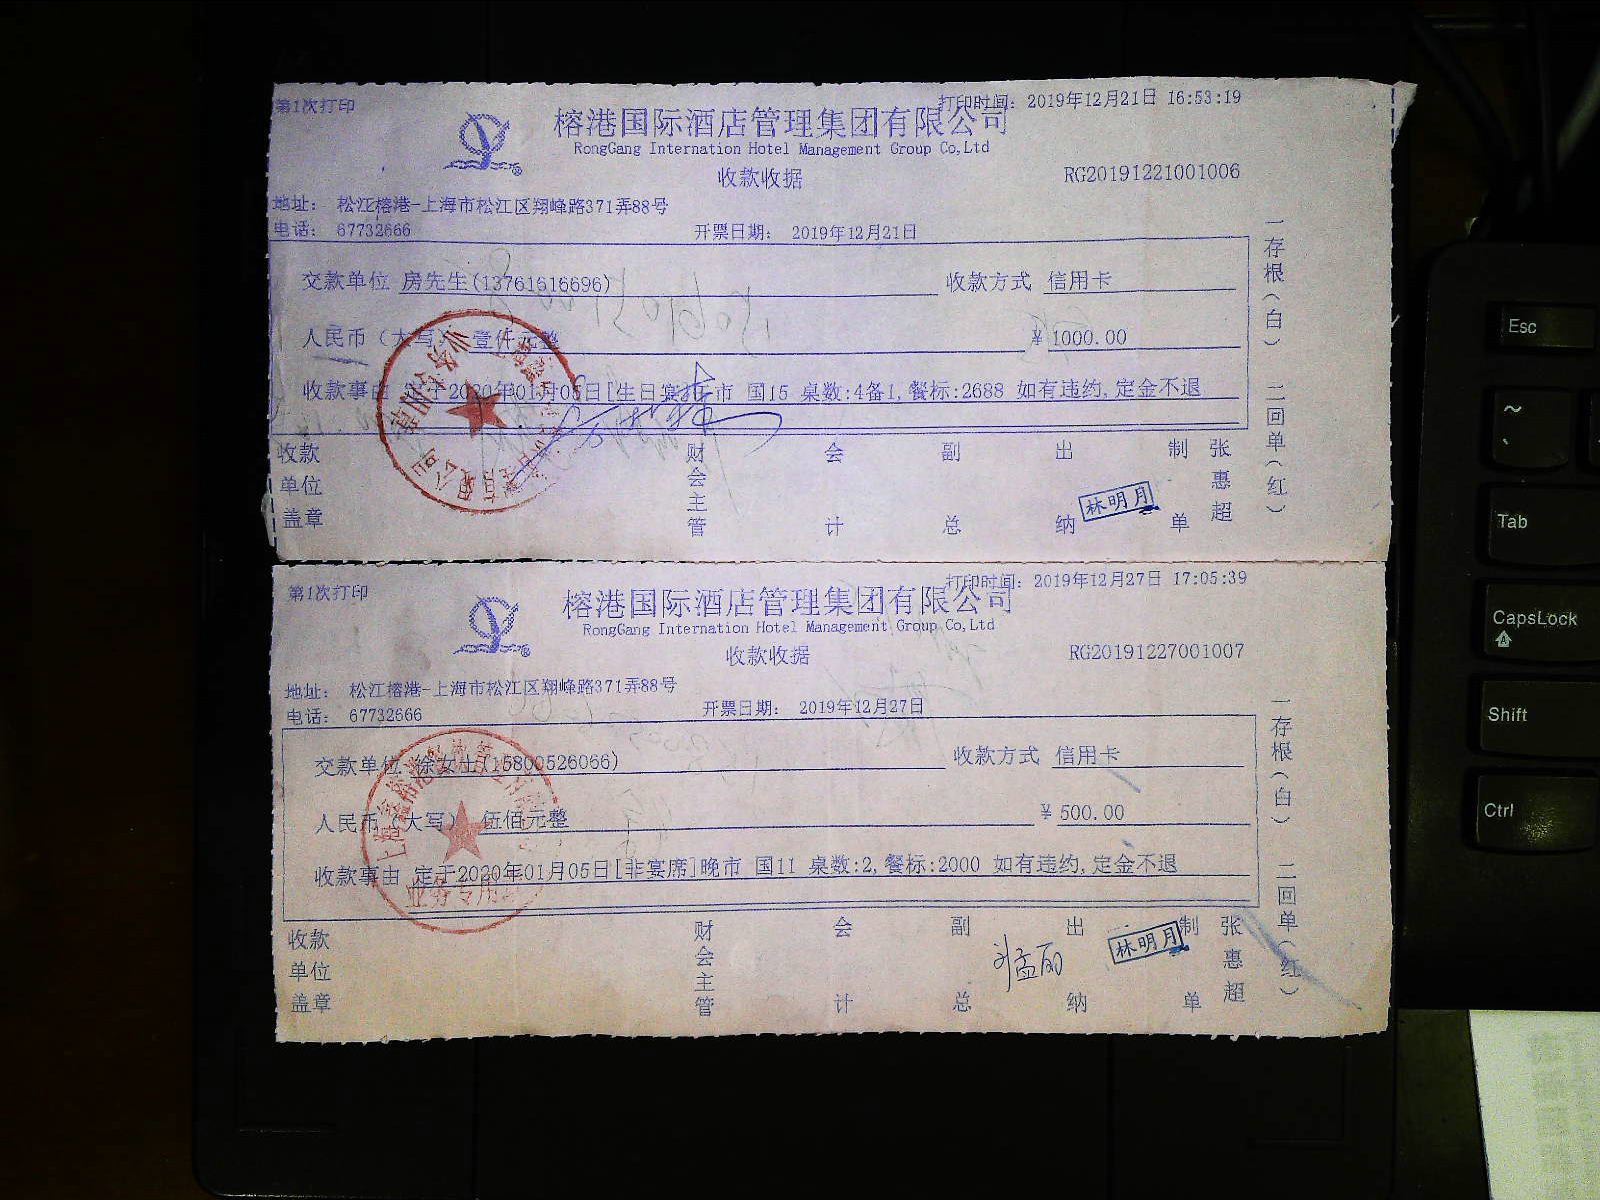 第1次打印
打印时间: 2019年12月21日 16:53:19
榕港国际酒店管理集团有限公司
RongGang Internation Hotel Management Group Co,Ltd
收款收据
RG20191221001006
地址: 松江榕港-上海市松江区翔峰路371弄88号
电话: 67732666
开票日期: 2019年12月21日
交款单位 房先生(13761616696) 收款方式 信用卡
人民币(大写) 壹仟元整 ¥ 1000.00
收款事由 定于2020年01月05日[生日宴]市 国15 桌数:4备1,餐标:2688 如有违约,定金不退
收款单位盖章 财会主管 会计 副总 出纳 林明月 制单 张惠超
一存根(白) 二回单(红)
第1次打印
打印时间: 2019年12月27日 17:05:39
榕港国际酒店管理集团有限公司
RongGang Internation Hotel Management Group Co,Ltd
收款收据
RG20191227001007
地址: 松江榕港-上海市松江区翔峰路371弄88号
电话: 67732666
开票日期: 2019年12月27日
交款单位 徐女士(15800526066) 收款方式 信用卡
人民币(大写) 伍佰元整 ¥ 500.00
收款事由 定于2020年01月05日[非宴席]晚市 国11 桌数:2,餐标:2000 如有违约,定金不退
业务专用章
收款单位盖章 财会主管 会计 副总 出纳 林明月 制单 张惠超
一存根(白) 二回单(红)
Esc
~
Tab
CapsLock
Shift
Ctrl